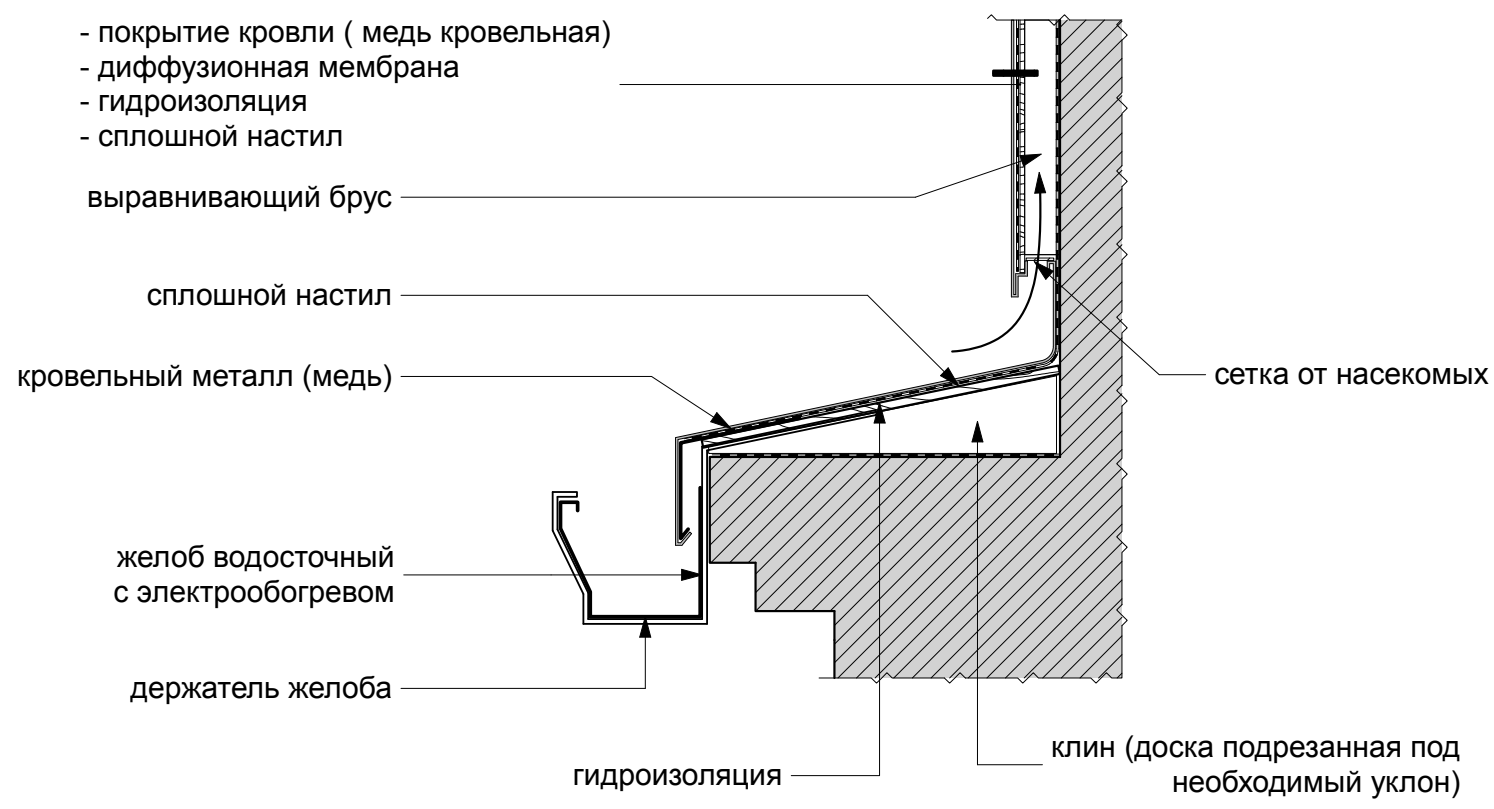 - покрытие кровли ( медь кровельная)
- диффузионная мембрана
- гидроизоляция
- сплошной настил
выравнивающий брус
сплошной настил
кровельный металл (медь)
сетка от насекомых
желоб водосточный
с электрообогревом
держатель желоба
гидроизоляция
клин (доска подрезанная под
необходимый уклон)